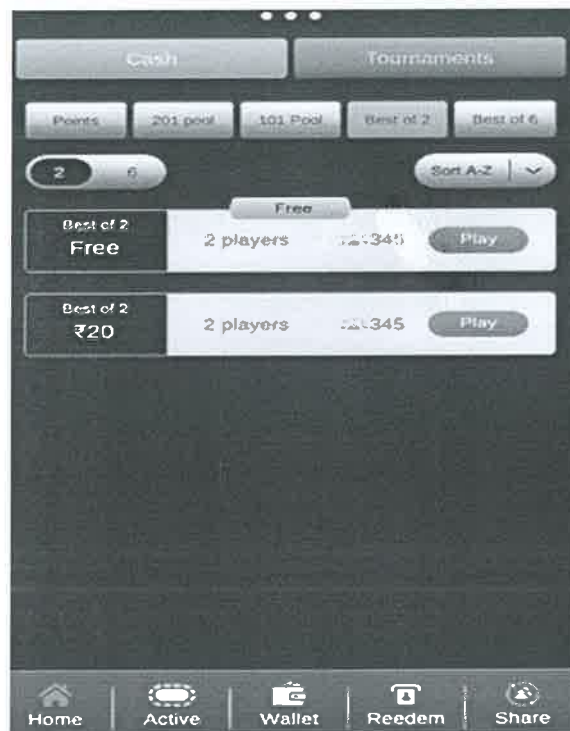 Cash Tournaments
Points 201 pool 101 Pool Best of 2 Best of 6
2 6 Sort A-Z
Free
Best of 2
Free 2 players 345 Play
Best of 2
₹20 2 players 345 Play
Home Active Wallet Reedem Share